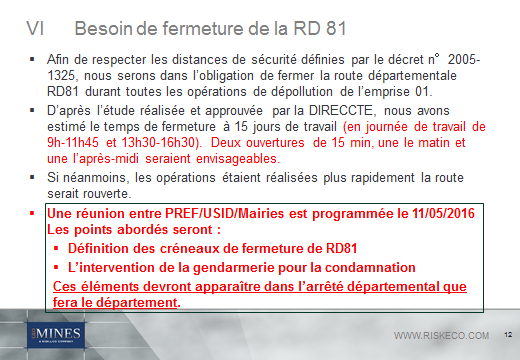 VI Besoin de fermeture de la RD 81
Afin de respecter les distances de sécurité définies par le décret n° 2005-
1325, nous serons dans l'obligation de fermer la route départementale
RD81 durant toutes les opérations de dépollution de l'emprise 01.
D'après l'étude réalisée et approuvée par la DIRECCTE, nous avons
estimé le temps de fermeture à 15 jours de travail (en journée de travail de
9h-11h45 et 13h30-16h30). Deux ouvertures de 15 min, une le matin et
une l'après-midi seraient envisageables.
Si néanmoins, les opérations étaient réalisées plus rapidement la route
serait rouverte.
Une réunion entre PREF/USID/Mairies est programmée le 11/05/2016
Les points abordés seront :
Définition des créneaux de fermeture de RD81
L'intervention de la gendarmerie pour la condamnation
Ces éléments devront apparaître dans l'arrêté départemental que
fera le département.
MINES
WWW.RISKECO.COM 12